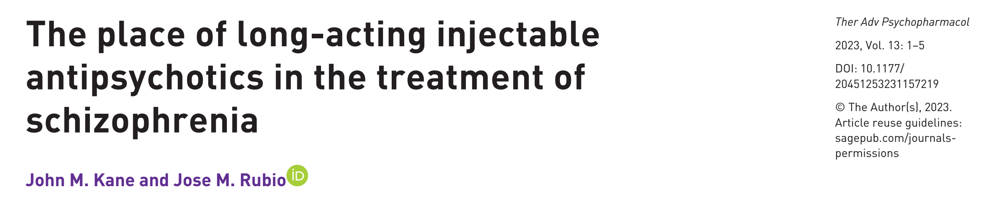 The place of long-acting injectable
antipsychotics in the treatment of
schizophrenia
John M. Kane and Jose M. Rubio iD
Ther Adv Psychopharmacol
2023, Vol. 13: 1–5
DOI: 10.1177/
20451253231157219
© The Author(s), 2023.
Article reuse guidelines:
sagepub.com/journals-
permissions